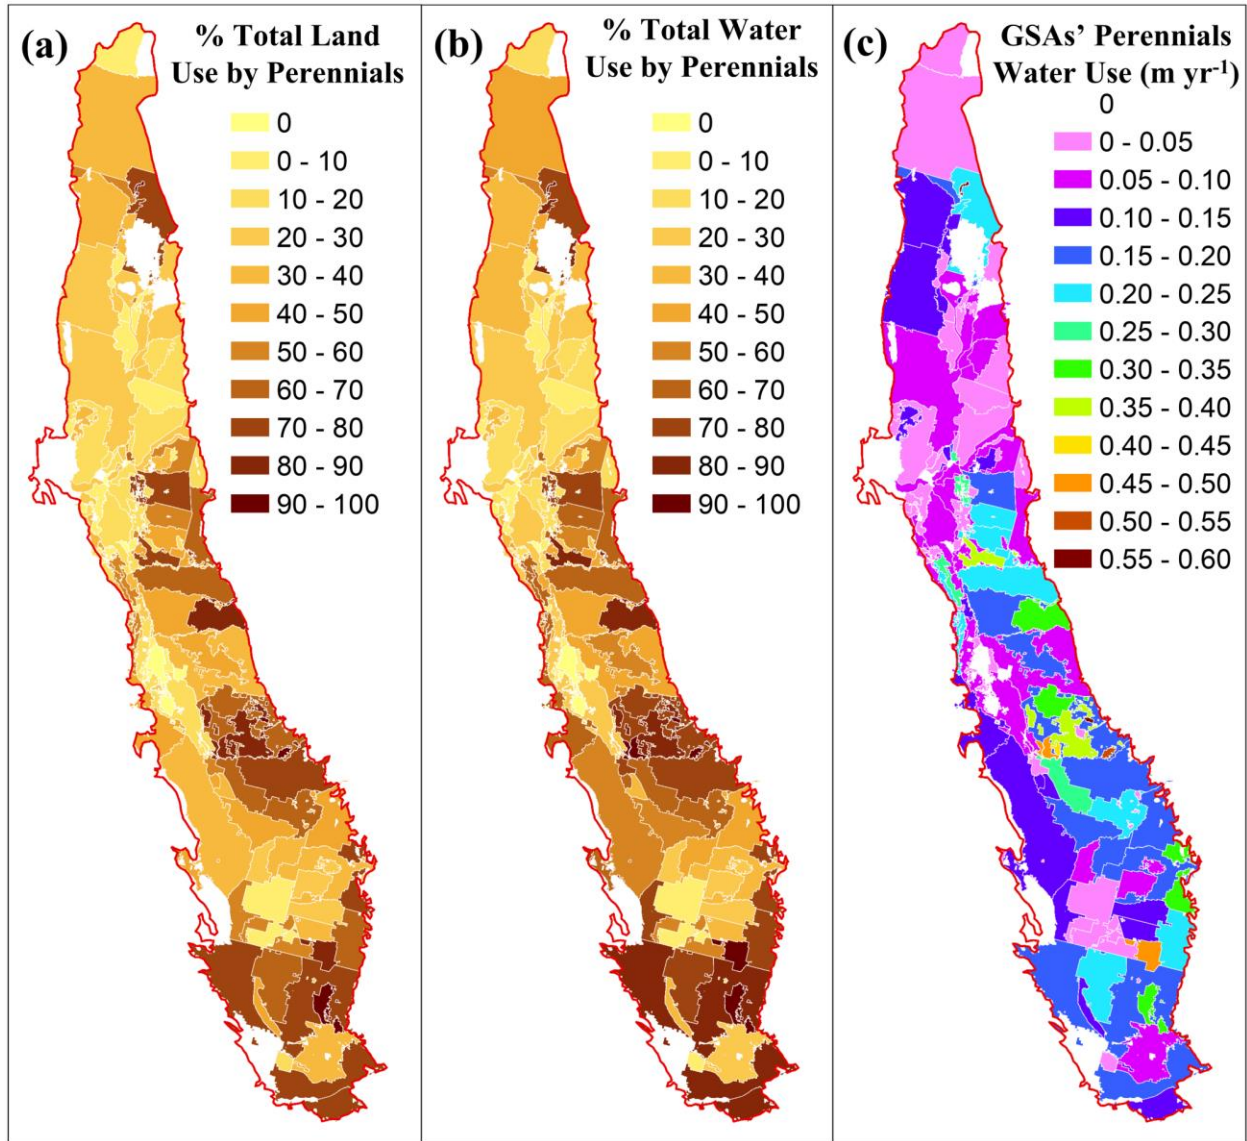 (a)
% Total Land
Use by Perennials
0
0 - 10
10 - 20
20 - 30
30 - 40
40 - 50
50 - 60
60 - 70
70 - 80
80 - 90
90 - 100
(b)
% Total Water
Use by Perennials
0
0 - 10
10 - 20
20 - 30
30 - 40
40 - 50
50 - 60
60 - 70
70 - 80
80 - 90
90 - 100
(c)
GSAs’ Perennials
Water Use (m yr⁻¹)
0
0 - 0.05
0.05 - 0.10
0.10 - 0.15
0.15 - 0.20
0.20 - 0.25
0.25 - 0.30
0.30 - 0.35
0.35 - 0.40
0.40 - 0.45
0.45 - 0.50
0.50 - 0.55
0.55 - 0.60